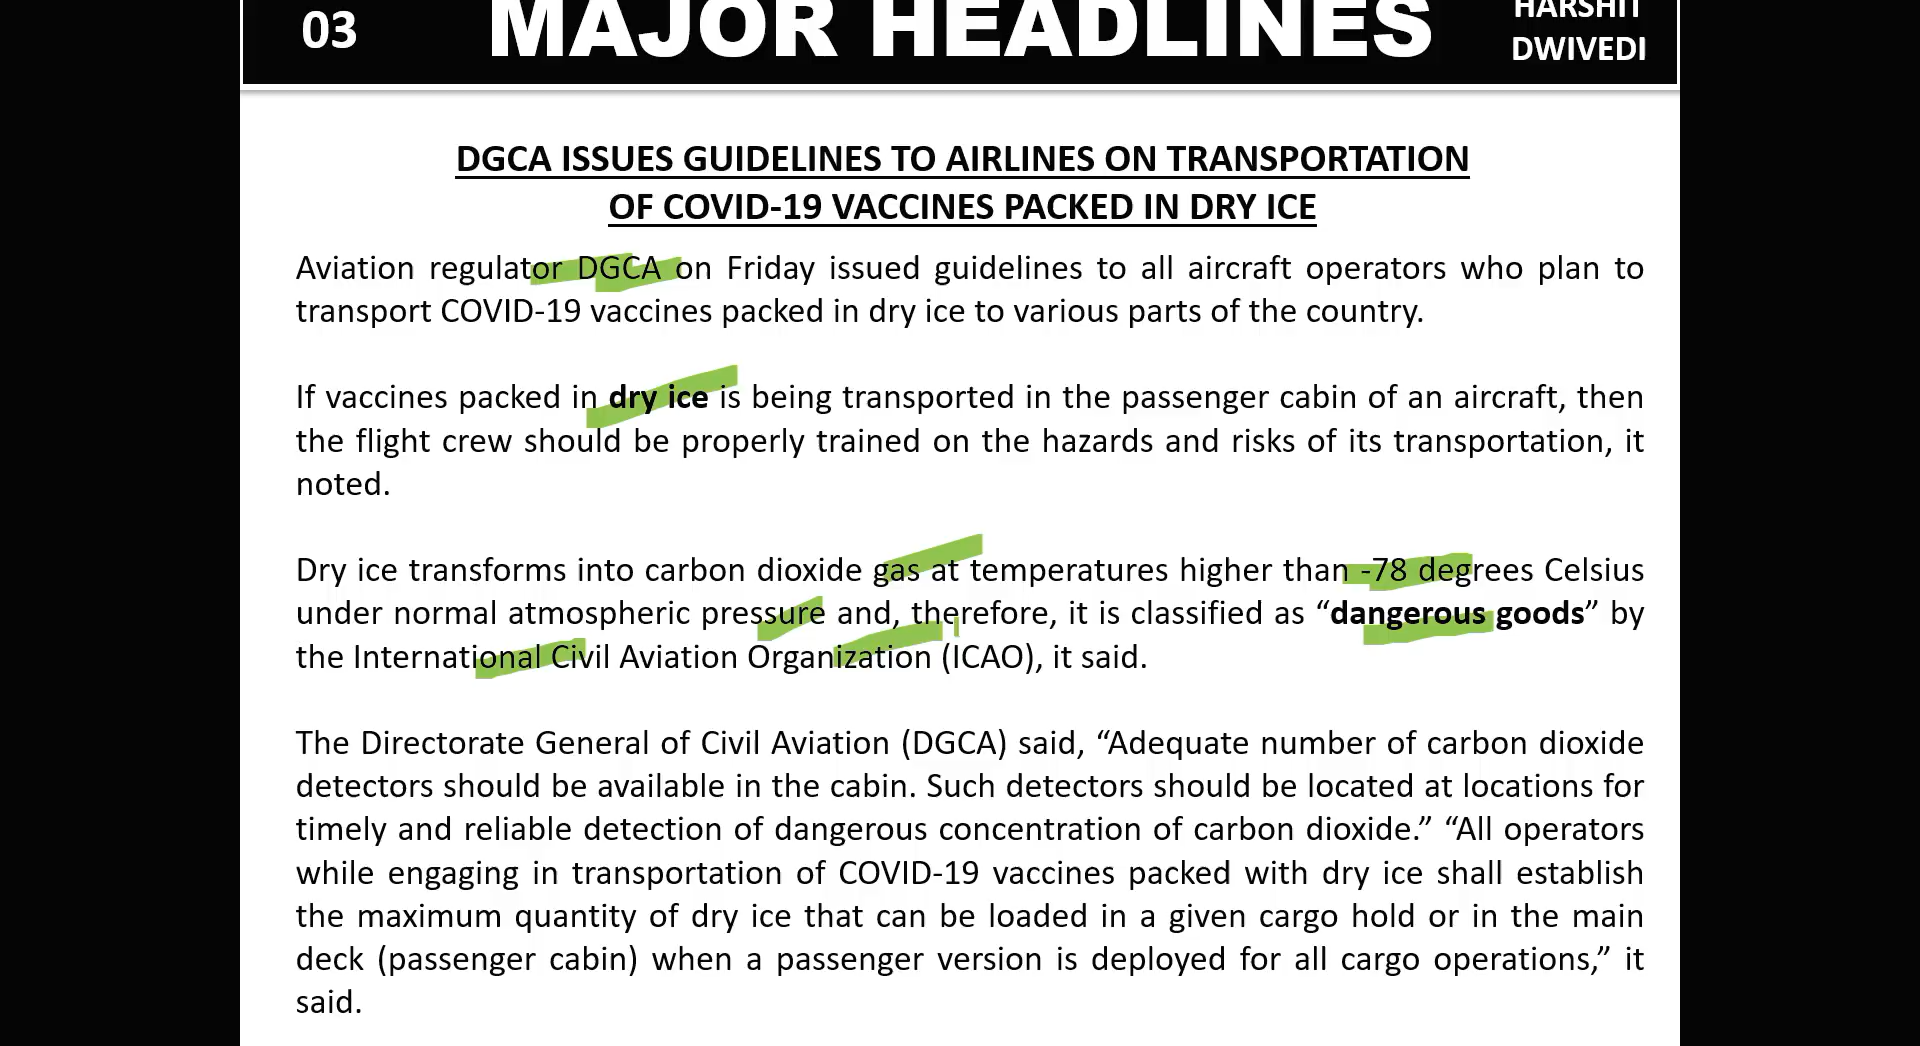 03
MAJOR HEADLINES
HARSHIT
DWIVEDI
DGCA ISSUES GUIDELINES TO AIRLINES ON TRANSPORTATION
OF COVID-19 VACCINES PACKED IN DRY ICE
Aviation regulator DGCA on Friday issued guidelines to all aircraft operators who plan to
transport COVID-19 vaccines packed in dry ice to various parts of the country.
If vaccines packed in dry ice is being transported in the passenger cabin of an aircraft, then
the flight crew should be properly trained on the hazards and risks of its transportation, it
noted.
Dry ice transforms into carbon dioxide gas at temperatures higher than -78 degrees Celsius
under normal atmospheric pressure and, therefore, it is classified as “dangerous goods” by
the International Civil Aviation Organization (ICAO), it said.
The Directorate General of Civil Aviation (DGCA) said, “Adequate number of carbon dioxide
detectors should be available in the cabin. Such detectors should be located at locations for
timely and reliable detection of dangerous concentration of carbon dioxide.” “All operators
while engaging in transportation of COVID-19 vaccines packed with dry ice shall establish
the maximum quantity of dry ice that can be loaded in a given cargo hold or in the main
deck (passenger cabin) when a passenger version is deployed for all cargo operations,” it
said.